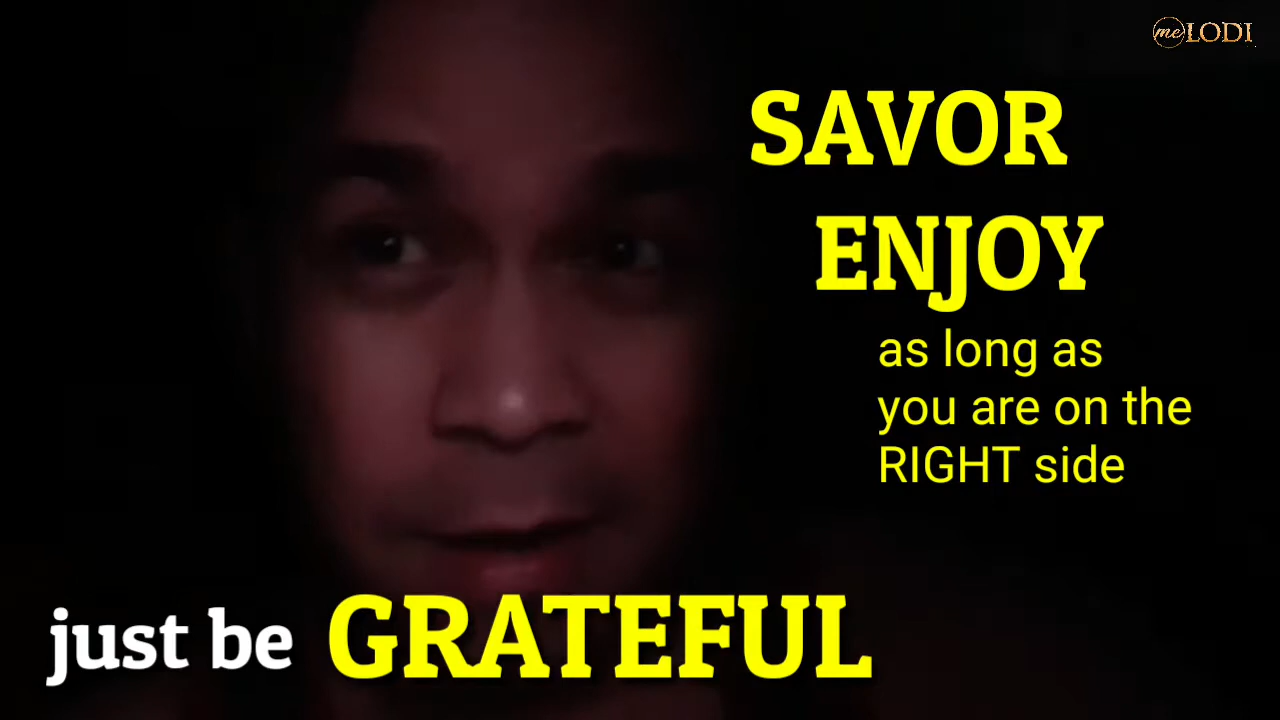 meLODI
SAVOR
ENJOY
as long as
you are on the
RIGHT side
just be GRATEFUL